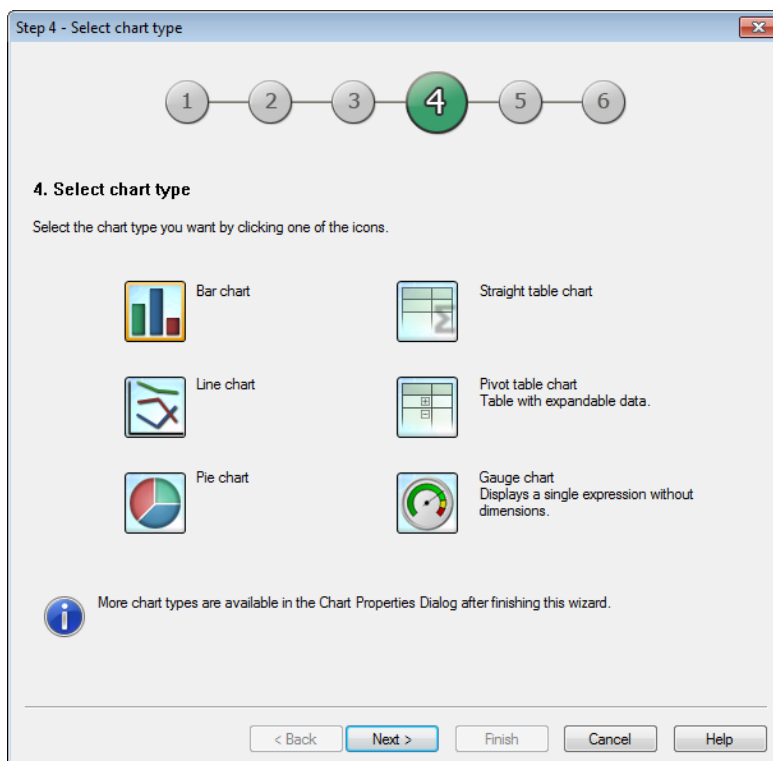 Step 4 - Select chart type
1 2 3 4 5 6
4. Select chart type
Select the chart type you want by clicking one of the icons.
Bar chart
Straight table chart
Line chart
Pivot table chart
Table with expandable data.
Pie chart
Gauge chart
Displays a single expression without
dimensions.
More chart types are available in the Chart Properties Dialog after finishing this wizard.
< Back Next > Finish Cancel Help